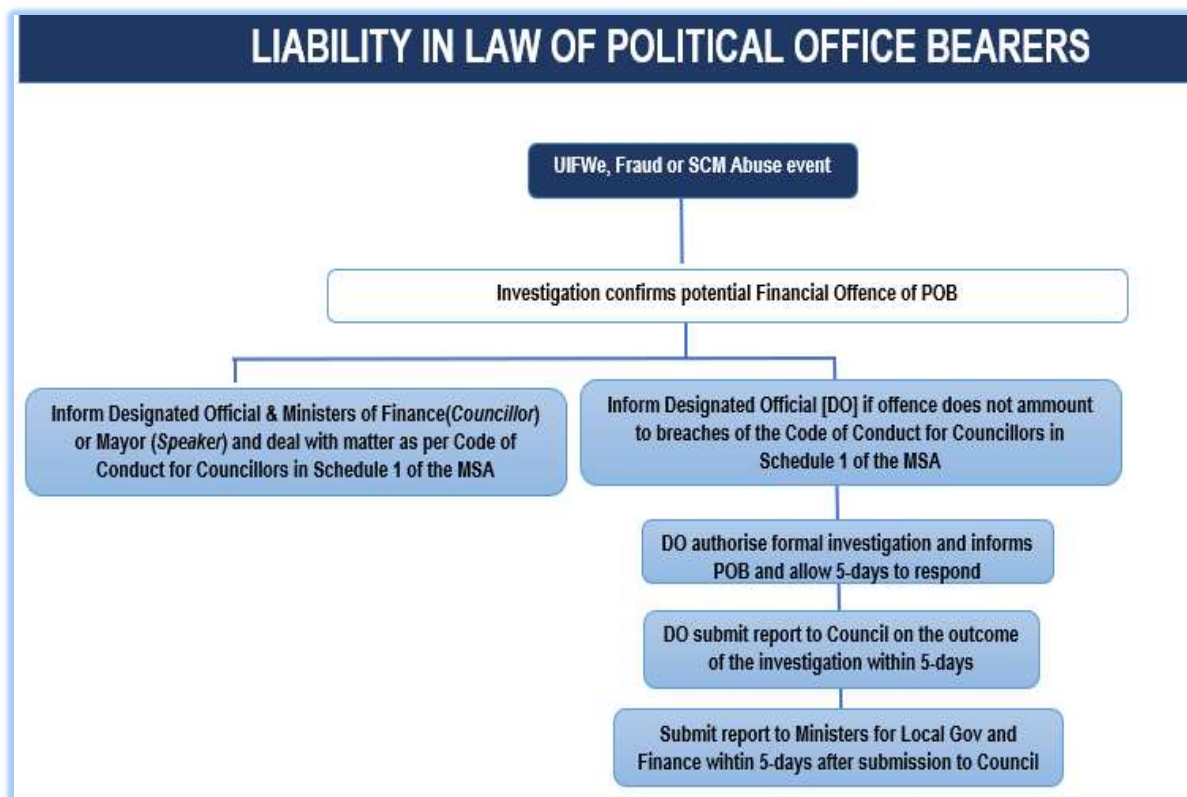 LIABILITY IN LAW OF POLITICAL OFFICE BEARERS
UIFWe, Fraud or SCM Abuse event
Investigation confirms potential Financial Offence of POB
Inform Designated Official & Ministers of Finance(Councillor)
or Mayor (Speaker) and deal with matter as per Code of
Conduct for Councillors in Schedule 1 of the MSA
Inform Designated Official [DO] if offence does not ammount
to breaches of the Code of Conduct for Councillors in
Schedule 1 of the MSA
DO authorise formal investigation and informs
POB and allow 5-days to respond
DO submit report to Council on the outcome
of the investigation within 5-days
Submit report to Ministers for Local Gov and
Finance wihtin 5-days after submission to Council